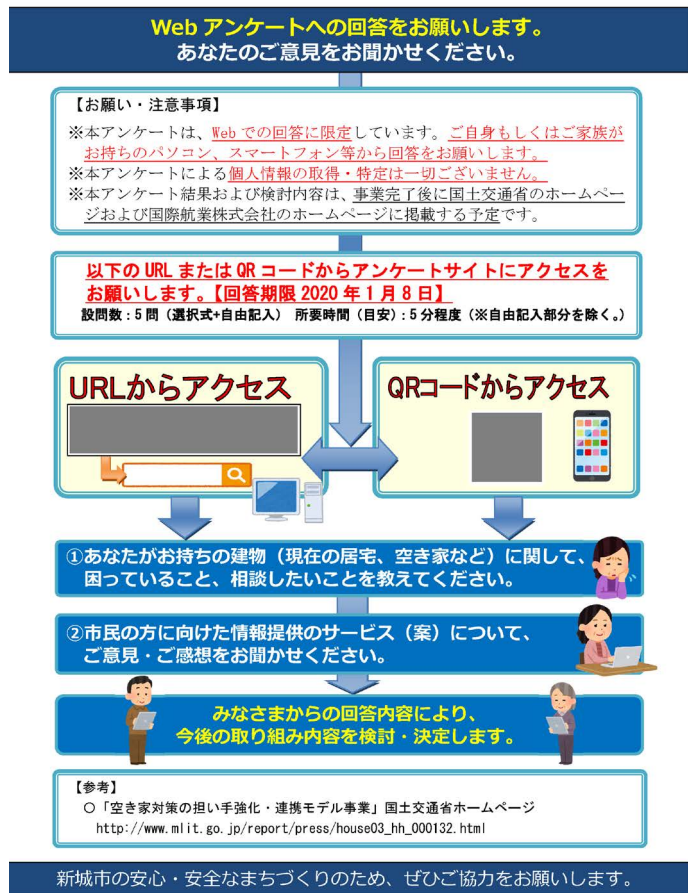 Web アンケートへの回答をお願いします。
あなたのご意見をお聞かせください。
【お願い・注意事項】
※本アンケートは、Web での回答に限定しています。ご自身もしくはご家族が
お持ちのパソコン、スマートフォン等から回答をお願いします。
※本アンケートによる個人情報の取得・特定は一切ございません。
※本アンケート結果および検討内容は、事業完了後に国土交通省のホームペー
ジおよび国際航業株式会社のホームページに掲載する予定です。
以下の URL または QR コードからアンケートサイトにアクセスを
お願いします。【回答期限 2020 年 1 月 8 日】
設問数：5 問（選択式+自由記入） 所要時間（目安）：5 分程度（※自由記入部分を除く。）
URLからアクセス
QRコードからアクセス
①あなたがお持ちの建物（現在の居宅、空き家など）に関して、
困っていること、相談したいことを教えてください。
②市民の方に向けた情報提供のサービス（案）について、
ご意見・ご感想をお聞かせください。
みなさまからの回答内容により、
今後の取り組み内容を検討・決定します。
【参考】
○「空き家対策の担い手強化・連携モデル事業」国土交通省ホームページ
http://www.mlit.go.jp/report/press/house03_hh_000132.html
新城市の安心・安全なまちづくりのため、ぜひご協力をお願いします。